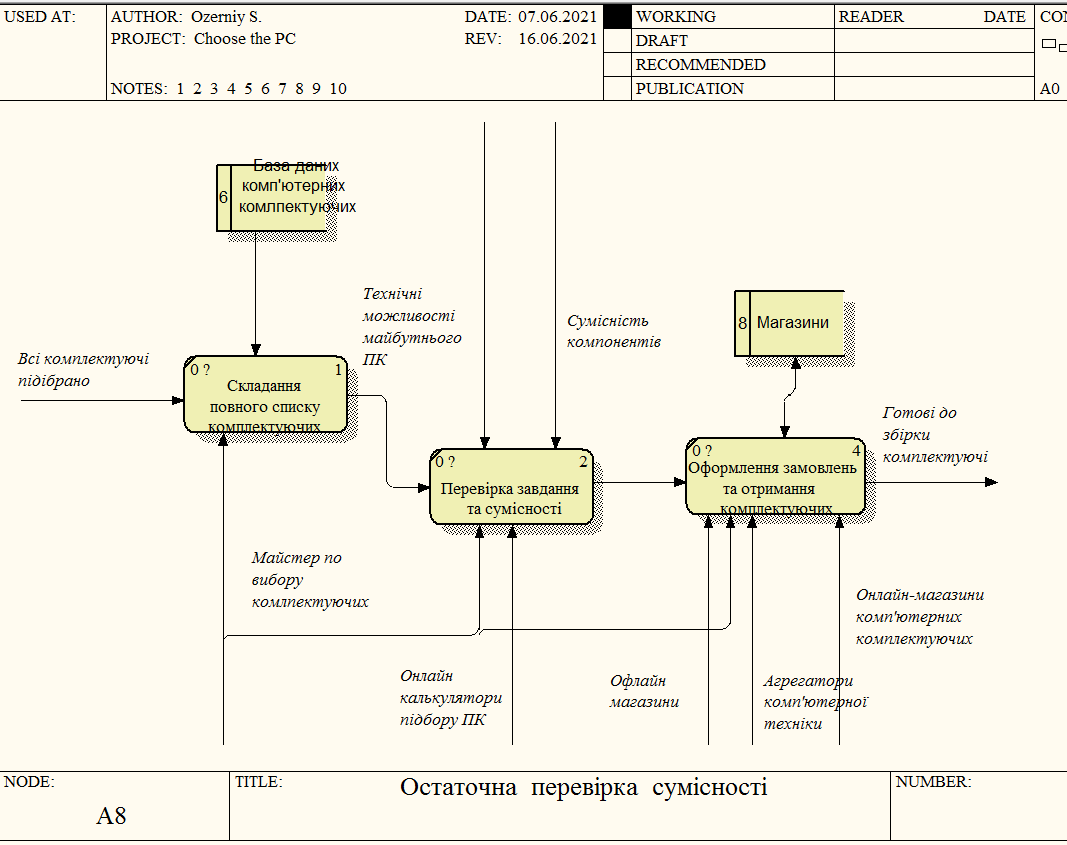 USED AT:
AUTHOR: Ozerniy S.
DATE: 07.06.2021
PROJECT: Choose the PC
REV: 16.06.2021
NOTES: 1 2 3 4 5 6 7 8 9 10
WORKING
DRAFT
RECOMMENDED
PUBLICATION
READER DATE
A0
6
База даних
комп'ютерних
комлпектуючих
Технічні
можливості
майбутнього
ПК
Сумісність
компонентів
8 Магазини
Всі комплектуючі
підібрано
0 ? 1
Складання
повного списку
комплектуючих
0 ? 2
Перевірка завдання
та сумісності
0 ? 4
Оформлення замовлень
та отримання
комплектуючих
Готові до
збірки
комплектуючі
Майстер по
вибору
комлпектуючих
Онлайн-магазини
комп'ютерних
комплектуючих
Онлайн
калькулятори
підбору ПК
Офлайн
магазини
Агрегатори
комп'ютерної
техніки
NODE:
A8
TITLE:
Остаточна перевірка сумісності
NUMBER: